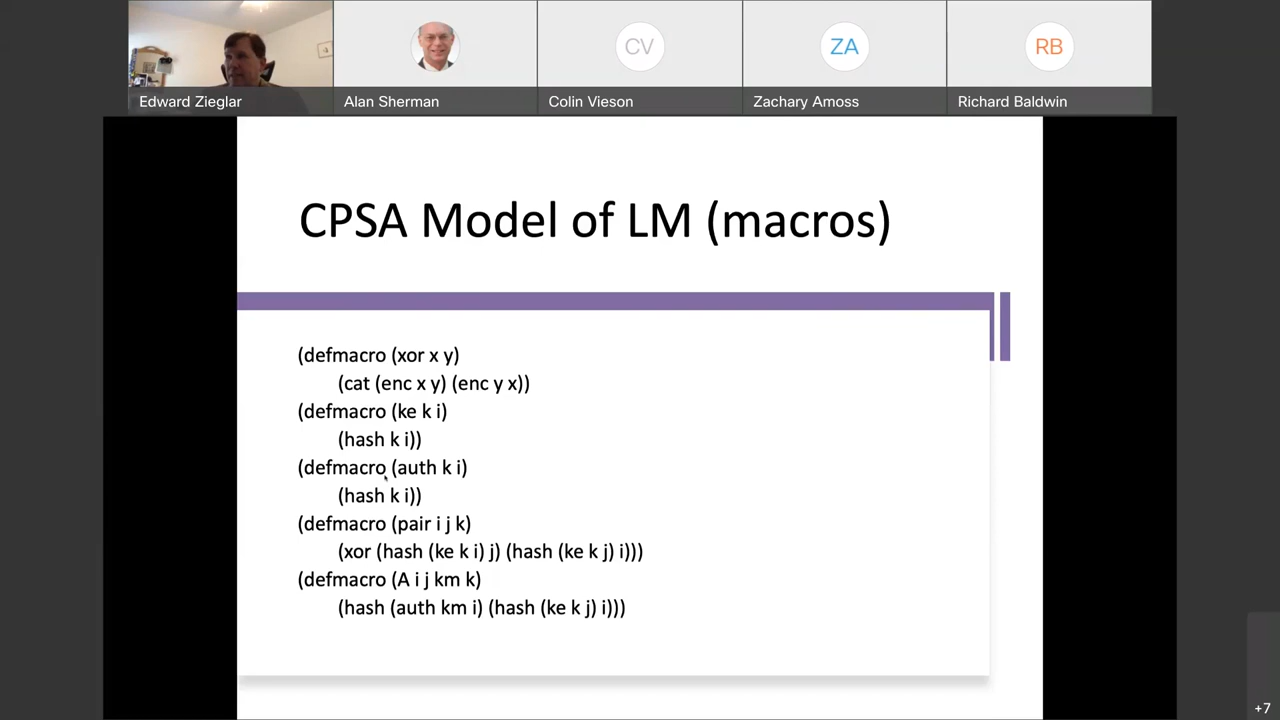 Edward Zieglar
Alan Sherman
CV
Colin Vieson
ZA
Zachary Amoss
RB
Richard Baldwin
CPSA Model of LM (macros)
(defmacro (xor x y)
(cat (enc x y) (enc y x))
(defmacro (ke k i)
(hash k i))
(defmacro (auth k i)
(hash k i))
(defmacro (pair i j k)
(xor (hash (ke k i) j) (hash (ke k j) i)))
(defmacro (A i j km k)
(hash (auth km i) (hash (ke k j) i)))
+7